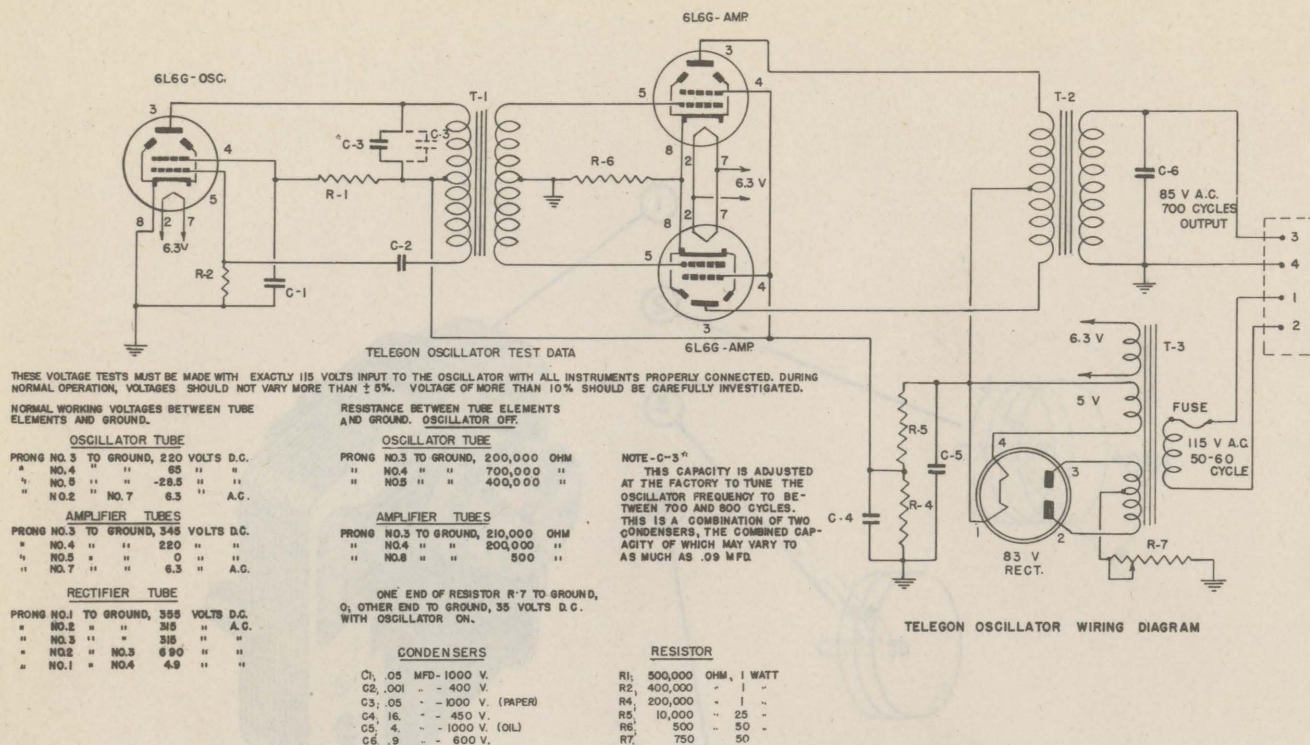 6L6G-AMP.
3
4
5
8
2
7
6.3 V
6L6G-OSC.
3
4
5
8
2
7
6.3V
T-1
*C-3
C-3
R-1
R-2
C-1
C-2
R-6
8
2
7
5
4
3
6L6G-AMP.
T-2
C-6
85 V A.C.
700 CYCLES
OUTPUT
3
4
1
2
6.3 V
T-3
5 V
FUSE
115 V A.C.
50-60
CYCLE
4
3
1
2
83 V
RECT.
R-7
R-5
C-5
R-4
C-4
TELEGON OSCILLATOR WIRING DIAGRAM
TELEGON OSCILLATOR TEST DATA
THESE VOLTAGE TESTS MUST BE MADE WITH EXACTLY 115 VOLTS INPUT TO THE OSCILLATOR WITH ALL INSTRUMENTS PROPERLY CONNECTED. DURING
NORMAL OPERATION, VOLTAGES SHOULD NOT VARY MORE THAN ± 5%. VOLTAGE OF MORE THAN 10% SHOULD BE CAREFULLY INVESTIGATED.
NORMAL WORKING VOLTAGES BETWEEN TUBE
ELEMENTS AND GROUND.
OSCILLATOR TUBE
PRONG NO. 3 TO GROUND, 220 VOLTS D.C.
" NO. 4 " " 65 " "
" NO. 5 " " -28.5 " "
" NO. 2 " NO. 7 6.3 " A.C.
AMPLIFIER TUBES
PRONG NO.3 TO GROUND, 345 VOLTS D.C.
" NO.4 " " 220 " "
" NO.5 " " 0 " "
" NO.7 " " 6.3 " A.C.
RECTIFIER TUBE
PRONG NO.1 TO GROUND, 355 VOLTS D.C.
" NO.2 " " 315 " A.C.
" NO.3 " " 315 " "
" NO.2 " NO.3 690 " "
" NO.1 " NO.4 4.9 " "
RESISTANCE BETWEEN TUBE ELEMENTS
AND GROUND. OSCILLATOR OFF.
OSCILLATOR TUBE
PRONG NO.3 TO GROUND, 200,000 OHM
" NO.4 " " 700,000 "
" NO.5 " " 400,000 "
AMPLIFIER TUBES
PRONG NO.3 TO GROUND, 210,000 OHM
" NO.4 " " 200,000 "
" NO.8 " " 500 "
ONE END OF RESISTOR R-7 TO GROUND,
0; OTHER END TO GROUND, 35 VOLTS D.C.
WITH OSCILLATOR ON.
NOTE-C-3*
THIS CAPACITY IS ADJUSTED
AT THE FACTORY TO TUNE THE
OSCILLATOR FREQUENCY TO BE-
TWEEN 700 AND 800 CYCLES.
THIS IS A COMBINATION OF TWO
CONDENSERS, THE COMBINED CAP-
ACITY OF WHICH MAY VARY TO
AS MUCH AS .09 MFD.
CONDENSERS
C1, .05 MFD- 1000 V.
C2, .001 " - 400 V.
C3, .05 " - 1000 V. (PAPER)
C4, 16. " - 450 V.
C5, 4. " - 1000 V. (OIL)
C6, .9 " - 600 V.
RESISTOR
R1, 500,000 OHM, 1 WATT
R2, 400,000 " 1 "
R4, 200,000 " 1 "
R5, 10,000 " 25 "
R6, 500 " 50 "
R7, 750 50